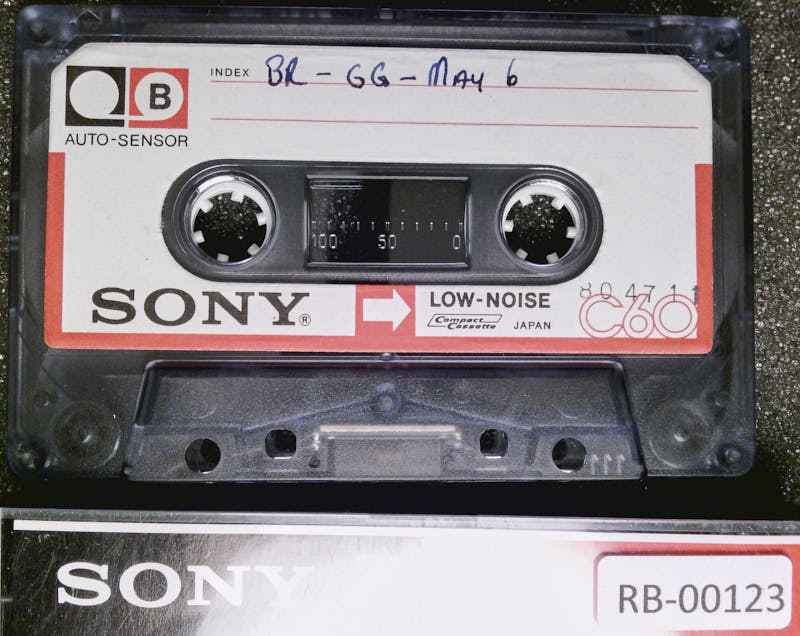 B
INDEX BR - GG - MAY 6
AUTO-SENSOR
100 50 0
SONY®
LOW-NOISE
Compact Cassette
JAPAN
804711
C60
SONY
RB-00123